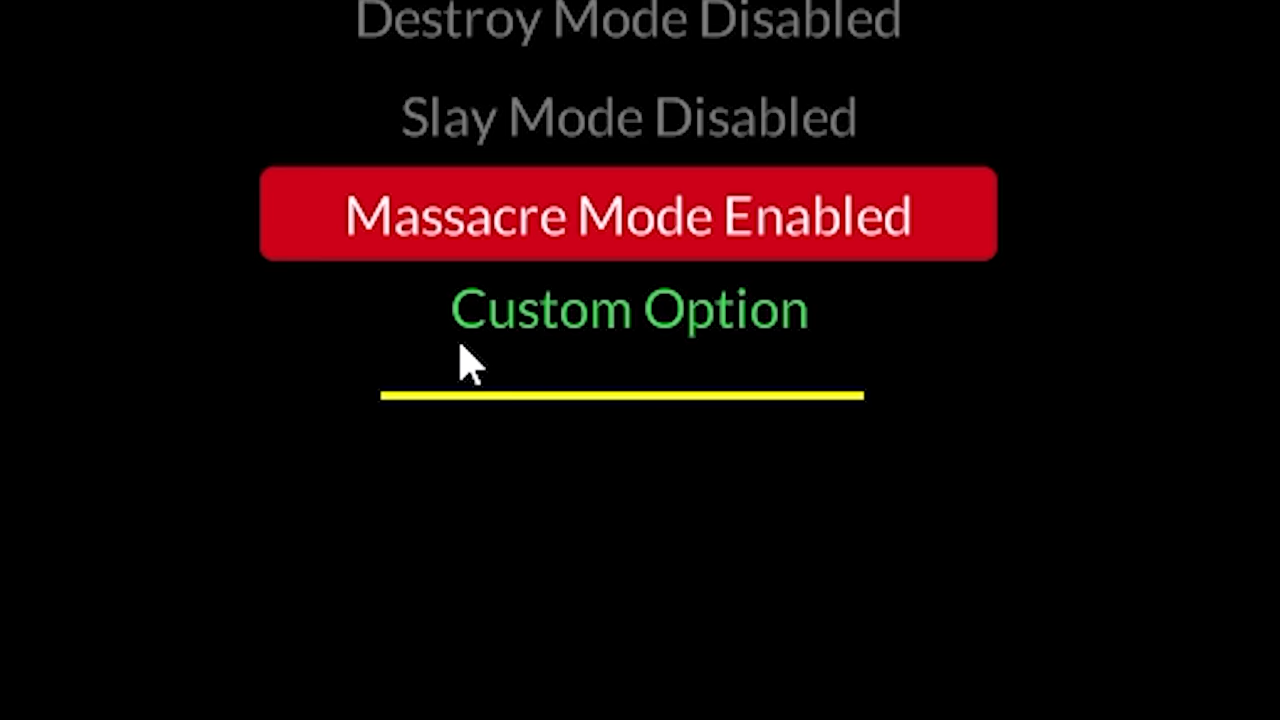 Destroy Mode Disabled
Slay Mode Disabled
Massacre Mode Enabled
Custom Option